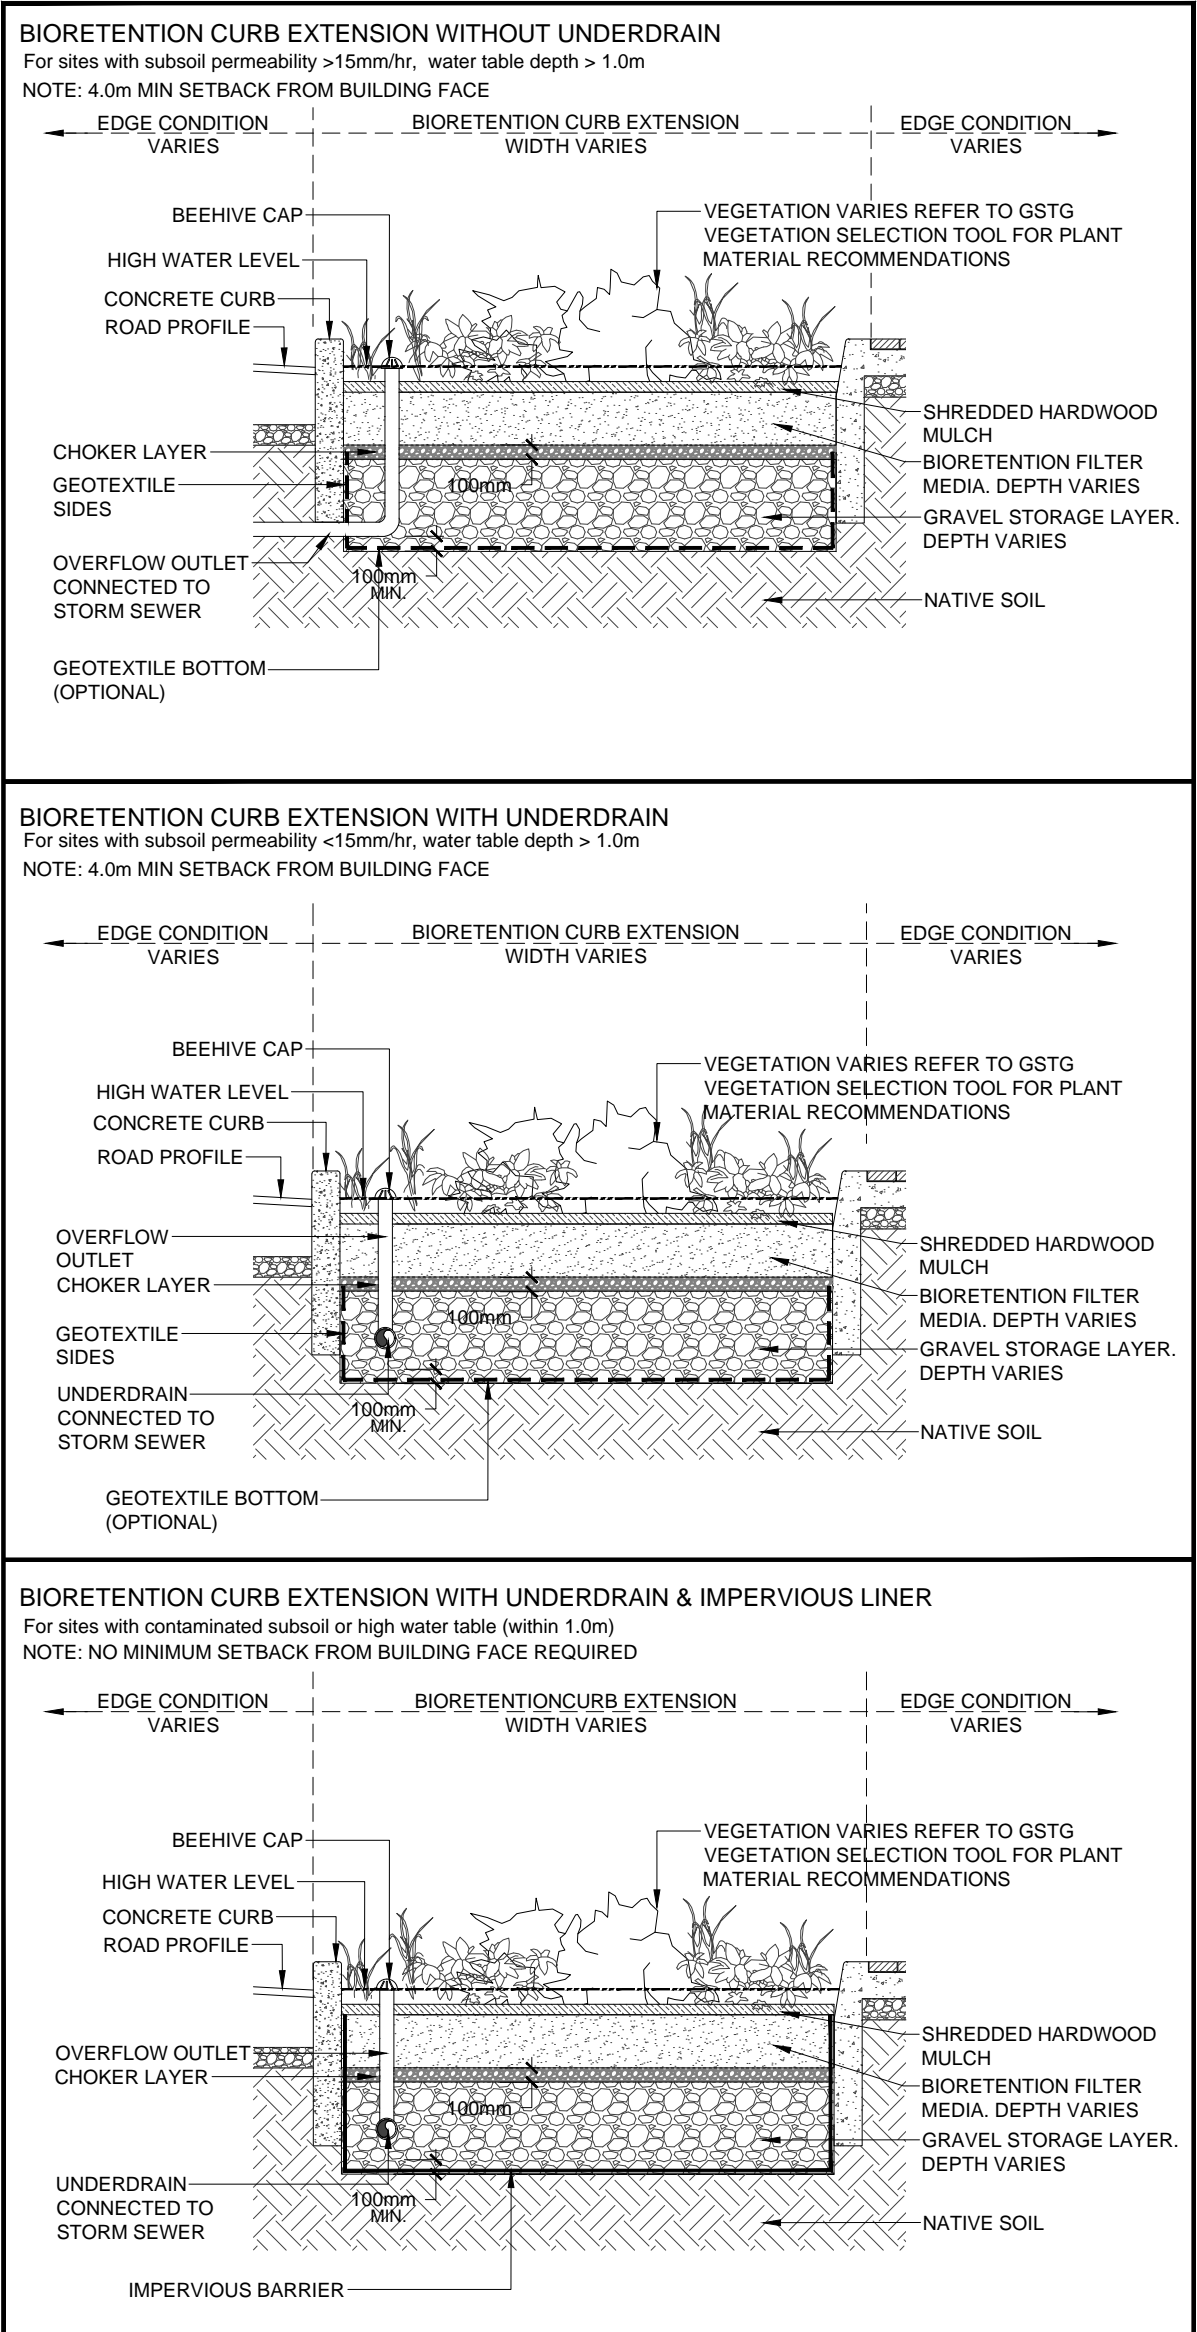 BIORETENTION CURB EXTENSION WITHOUT UNDERDRAIN
For sites with subsoil permeability >15mm/hr, water table depth > 1.0m
NOTE: 4.0m MIN SETBACK FROM BUILDING FACE
EDGE CONDITION
VARIES
BIORETENTION CURB EXTENSION
WIDTH VARIES
EDGE CONDITION
VARIES
BEEHIVE CAP
HIGH WATER LEVEL
CONCRETE CURB
ROAD PROFILE
VEGETATION VARIES REFER TO GSTG
VEGETATION SELECTION TOOL FOR PLANT
MATERIAL RECOMMENDATIONS
CHOKER LAYER
GEOTEXTILE
SIDES
OVERFLOW OUTLET
CONNECTED TO
STORM SEWER
GEOTEXTILE BOTTOM
(OPTIONAL)
100mm
100mm
MIN.
SHREDDED HARDWOOD
MULCH
BIORETENTION FILTER
MEDIA. DEPTH VARIES
GRAVEL STORAGE LAYER.
DEPTH VARIES
NATIVE SOIL
BIORETENTION CURB EXTENSION WITH UNDERDRAIN
For sites with subsoil permeability <15mm/hr, water table depth > 1.0m
NOTE: 4.0m MIN SETBACK FROM BUILDING FACE
EDGE CONDITION
VARIES
BIORETENTION CURB EXTENSION
WIDTH VARIES
EDGE CONDITION
VARIES
BEEHIVE CAP
HIGH WATER LEVEL
CONCRETE CURB
ROAD PROFILE
VEGETATION VARIES REFER TO GSTG
VEGETATION SELECTION TOOL FOR PLANT
MATERIAL RECOMMENDATIONS
OVERFLOW
OUTLET
CHOKER LAYER
GEOTEXTILE
SIDES
UNDERDRAIN
CONNECTED TO
STORM SEWER
GEOTEXTILE BOTTOM
(OPTIONAL)
100mm
100mm
MIN.
SHREDDED HARDWOOD
MULCH
BIORETENTION FILTER
MEDIA. DEPTH VARIES
GRAVEL STORAGE LAYER.
DEPTH VARIES
NATIVE SOIL
BIORETENTION CURB EXTENSION WITH UNDERDRAIN & IMPERVIOUS LINER
For sites with contaminated subsoil or high water table (within 1.0m)
NOTE: NO MINIMUM SETBACK FROM BUILDING FACE REQUIRED
EDGE CONDITION
VARIES
BIORETENTIONCURB EXTENSION
WIDTH VARIES
EDGE CONDITION
VARIES
BEEHIVE CAP
HIGH WATER LEVEL
CONCRETE CURB
ROAD PROFILE
VEGETATION VARIES REFER TO GSTG
VEGETATION SELECTION TOOL FOR PLANT
MATERIAL RECOMMENDATIONS
OVERFLOW OUTLET
CHOKER LAYER
UNDERDRAIN
CONNECTED TO
STORM SEWER
IMPERVIOUS BARRIER
100mm
100mm
MIN.
SHREDDED HARDWOOD
MULCH
BIORETENTION FILTER
MEDIA. DEPTH VARIES
GRAVEL STORAGE LAYER.
DEPTH VARIES
NATIVE SOIL